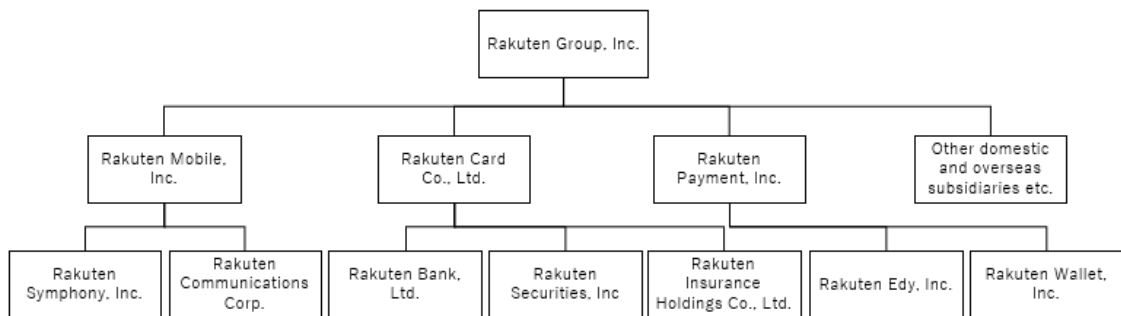 Rakuten Group, Inc.
Rakuten Mobile,
Inc.
Rakuten Card
Co., Ltd.
Rakuten
Payment, Inc.
Other domestic
and overseas
subsidiaries etc.
Rakuten
Symphony, Inc.
Rakuten
Communications
Corp.
Rakuten Bank,
Ltd.
Rakuten
Securities, Inc
Rakuten
Insurance
Holdings Co., Ltd.
Rakuten Edy, Inc.
Rakuten Wallet,
Inc.